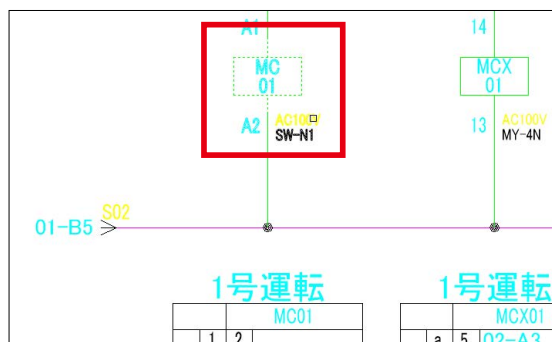 A1
14
MC
01
MCX
01
A2
AC100V
SW-N1
13
AC100V
MY-4N
S02
01-B5
1号運転
1号運転
MC01
MCX01
1 2
a 5 02-A3